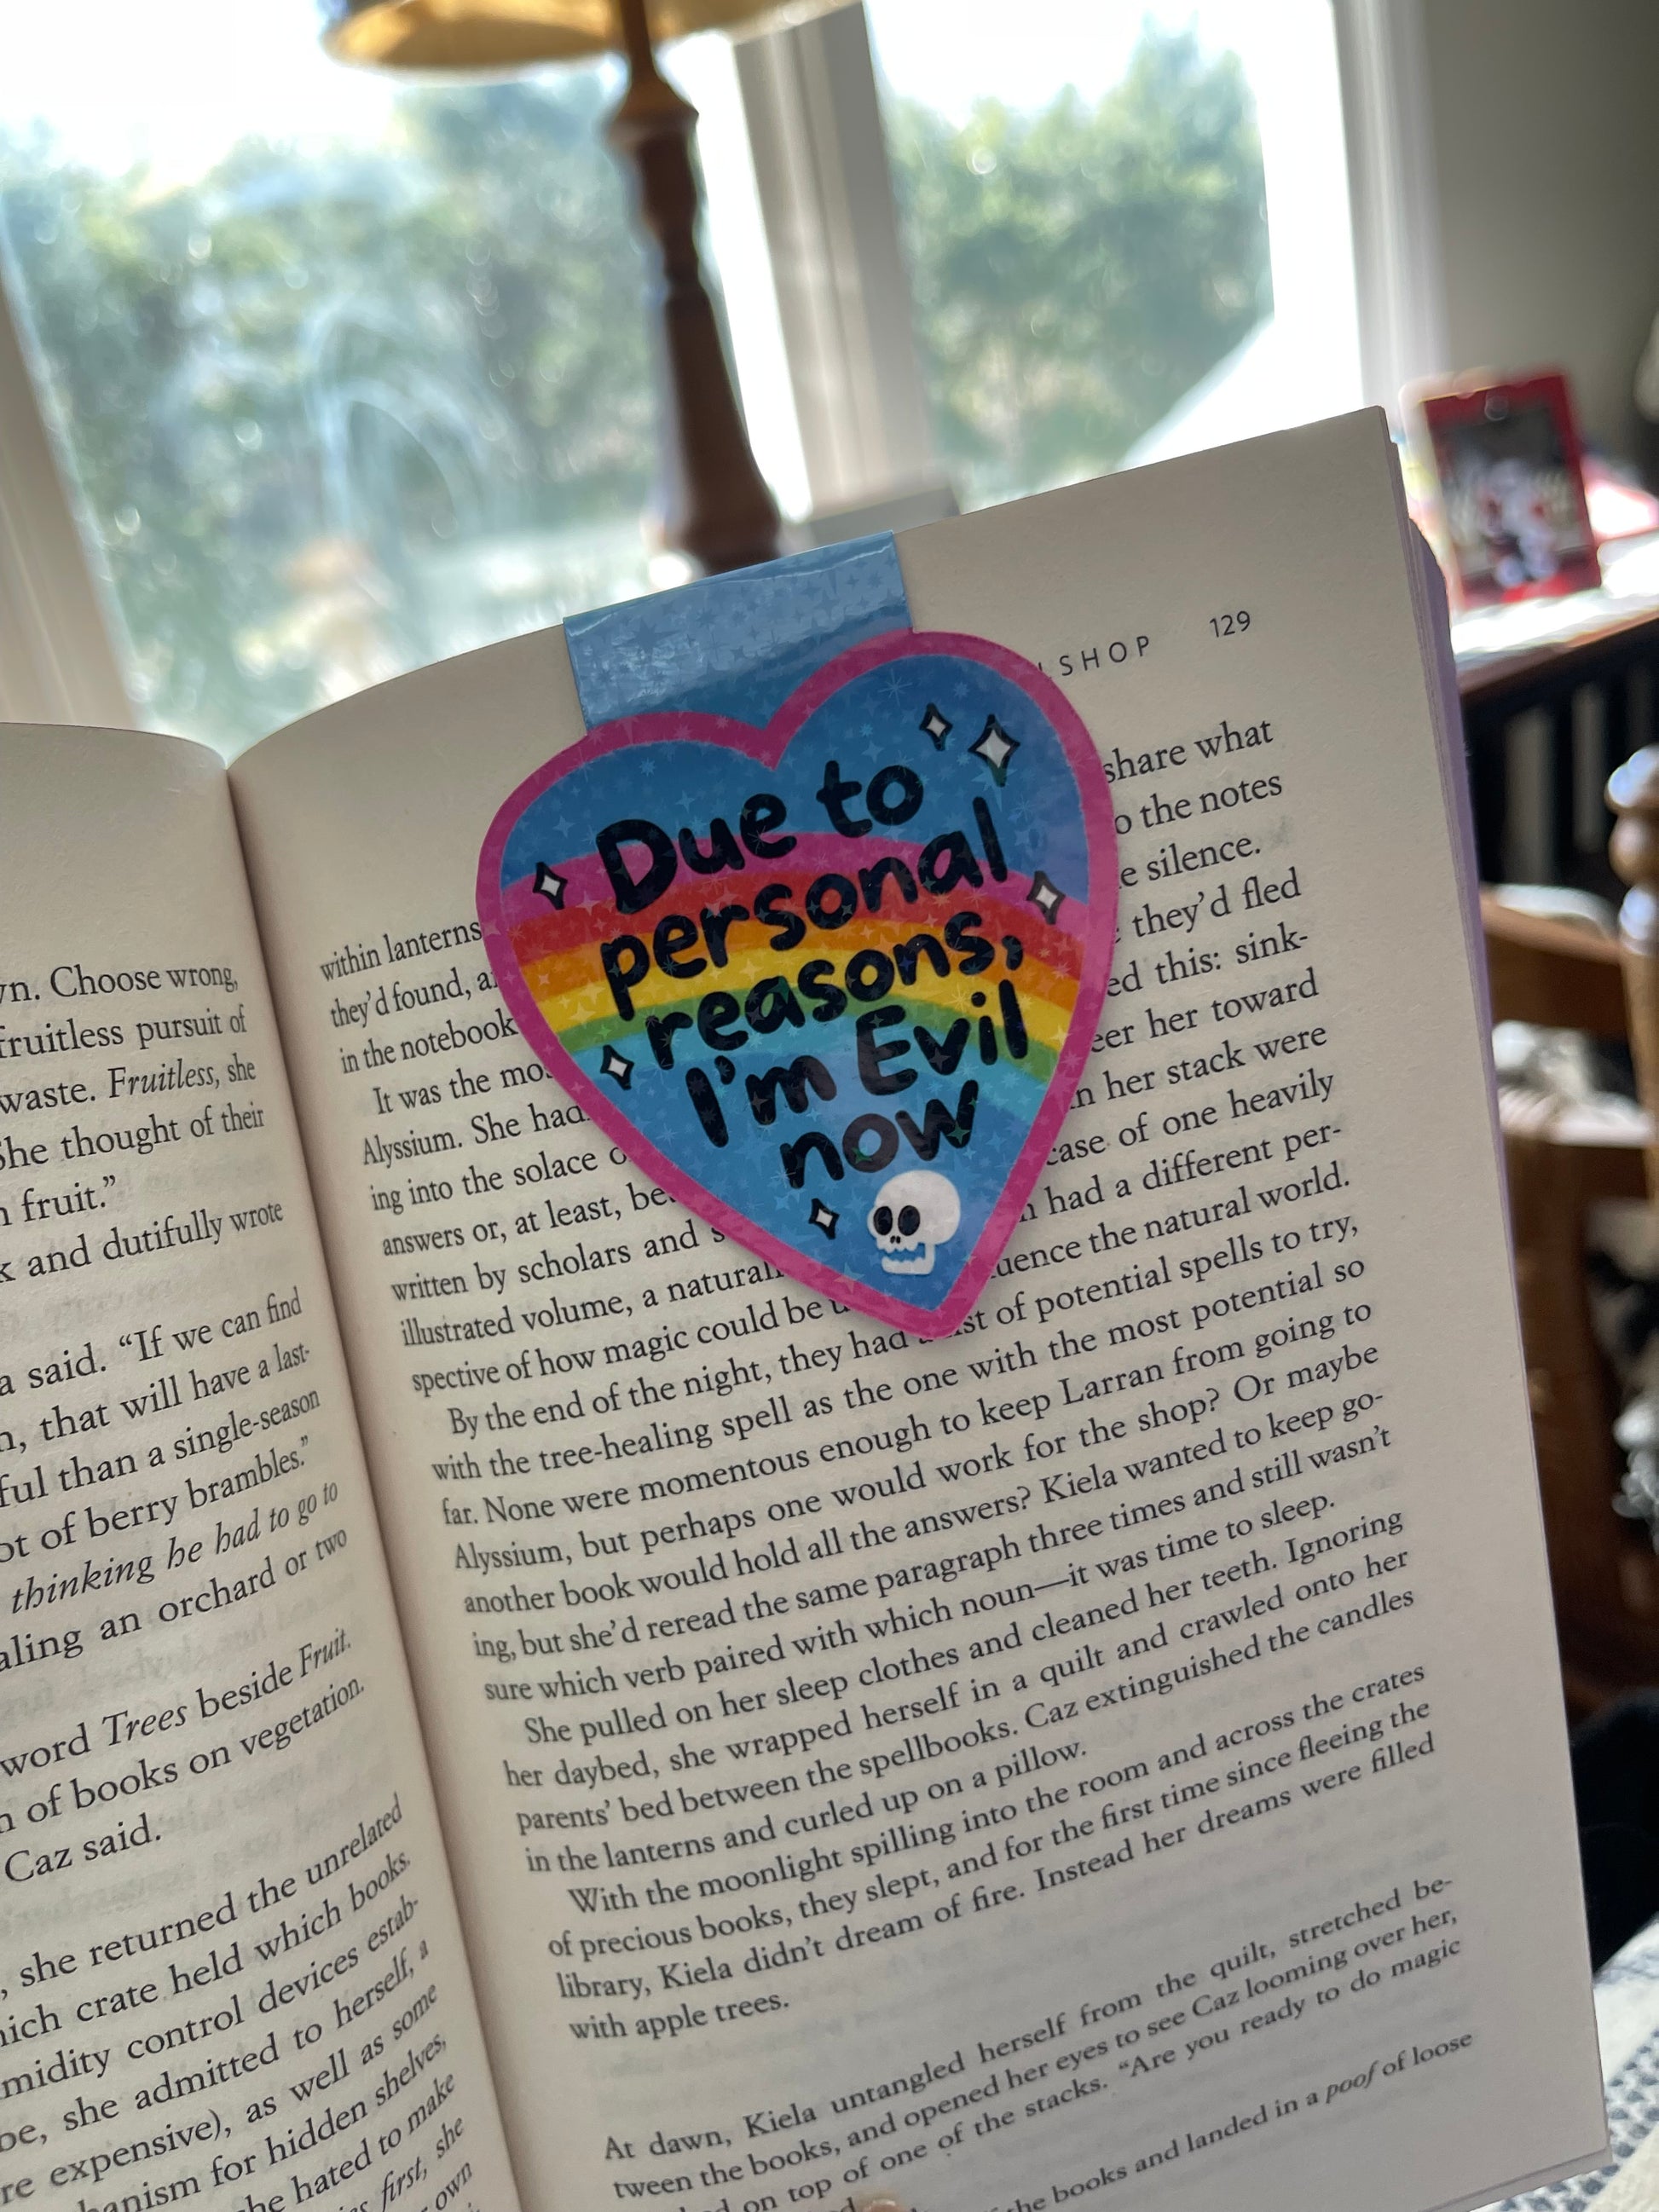 yn. Choose wrong,
fruitless pursuit of
waste. Fruitless, she
She thought of their
fruit.”
k and dutifully wrote
a said. “If we can find
n, that will have a last-
ful than a single-season
ot of berry brambles.”
thinking he had to go to
aling an orchard or two
word Trees beside Fruit.
n of books on vegetation.
Caz said.
, she returned the unrelated
hich crate held which books.
midity control devices estab-
be, she admitted to herself, a
re expensive), as well as some
hanism for hidden shelves,
he hated to make
first, she
own
LSHOP 129
Due to
personal
reasons,
I'm Evil
now
within lanterns share what
they’d found, a o the notes
in the notebook e silence.
It was the mos they’d fled
Alyssium. She had ed this: sink-
ing into the solace o eer her toward
answers or, at least, be n her stack were
written by scholars and s case of one heavily
illustrated volume, a natural n had a different per-
spective of how magic could be u uence the natural world.
By the end of the night, they had a list of potential spells to try,
with the tree-healing spell as the one with the most potential so
far. None were momentous enough to keep Larran from going to
Alyssium, but perhaps one would work for the shop? Or maybe
another book would hold all the answers? Kiela wanted to keep go-
ing, but she’d reread the same paragraph three times and still wasn’t
sure which verb paired with which noun—it was time to sleep.
She pulled on her sleep clothes and cleaned her teeth. Ignoring
her daybed, she wrapped herself in a quilt and crawled onto her
parents’ bed between the spellbooks. Caz extinguished the candles
in the lanterns and curled up on a pillow.
With the moonlight spilling into the room and across the crates
of precious books, they slept, and for the first time since fleeing the
library, Kiela didn’t dream of fire. Instead her dreams were filled
with apple trees.
At dawn, Kiela untangled herself from the quilt, stretched be-
tween the books, and opened her eyes to see Caz looming over her,
on top of one of the stacks. “Are you ready to do magic
the books and landed in a poof of loose